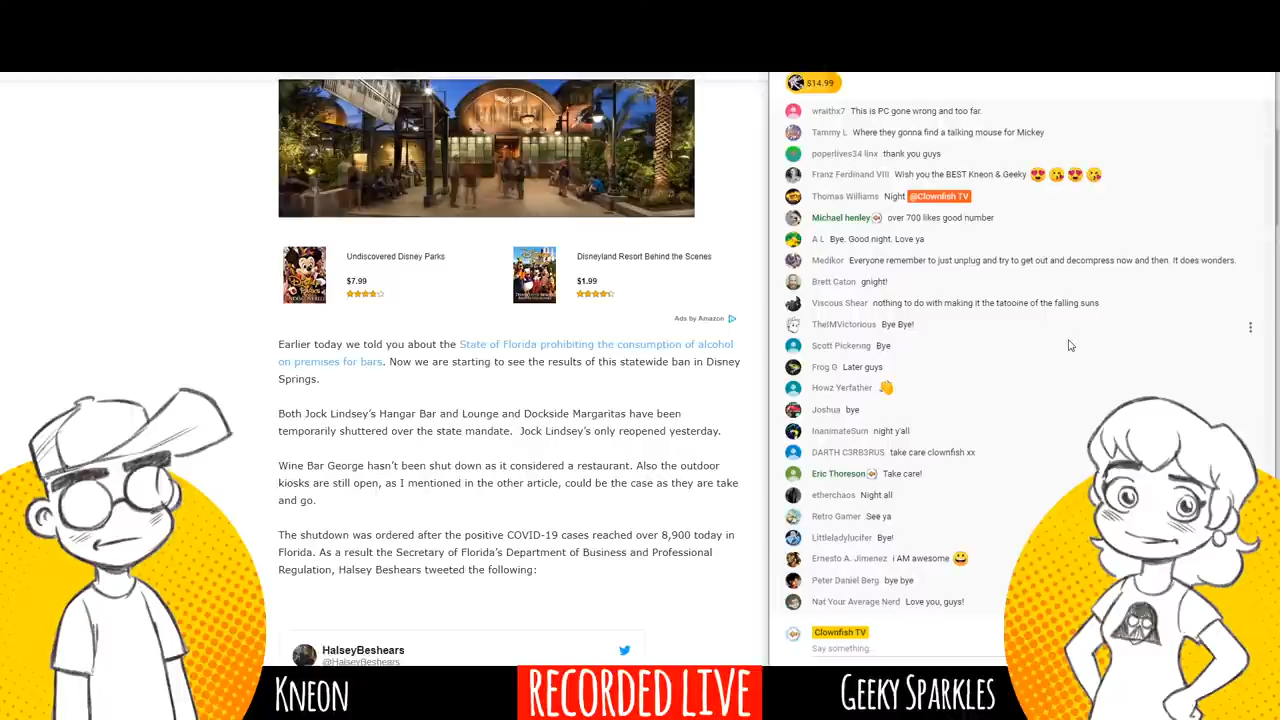 $14.99
wraithx7 This is PC gone wrong and too far.
Tammy L Where they gonna find a talking mouse for Mickey
poperlives34 linx thank you guys
Franz Ferdinand VIII Wish you the BEST Kneon & Geeky 😍😘😍😘
Thomas Williams Night @Clownfish TV
Michael henley over 700 likes good number
A L Bye. Good night. Love ya
Medikor Everyone remember to just unplug and try to get out and decompress now and then. It does wonders.
Brett Caton gnight!
Viscous Shear nothing to do with making it the tatooine of the falling suns
TheIMVictorious Bye Bye!
Scott Pickering Bye
Frog G Later guys
Howz Yerfather 👏
Joshua bye
InanimateSum night y'all
DARTH C3RB3RUS take care clownfish xx
Eric Thoreson Take care!
etherchaos Night all
Retro Gamer See ya
Littleladylucifer Bye!
Ernesto A. Jimenez i AM awesome 😀
Peter Daniel Berg bye bye
Nat Your Average Nerd Love you, guys!
Clownfish TV
Say something...
Undiscovered Disney Parks
$7.99
Disneyland Resort Behind the Scenes
$1.99
Ads by Amazon
Earlier today we told you about the State of Florida prohibiting the consumption of alcohol
on premises for bars. Now we are starting to see the results of this statewide ban in Disney
Springs.
Both Jock Lindsey's Hangar Bar and Lounge and Dockside Margaritas have been
temporarily shuttered over the state mandate. Jock Lindsey's only reopened yesterday.
Wine Bar George hasn't been shut down as it considered a restaurant. Also the outdoor
kiosks are still open, as I mentioned in the other article, could be the case as they are take
and go.
The shutdown was ordered after the positive COVID-19 cases reached over 8,900 today in
Florida. As a result the Secretary of Florida's Department of Business and Professional
Regulation, Halsey Beshears tweeted the following:
HalseyBeshears
@HalseyBeshears
KNEON
RECORDED LIVE
GEEKY SPARKLES